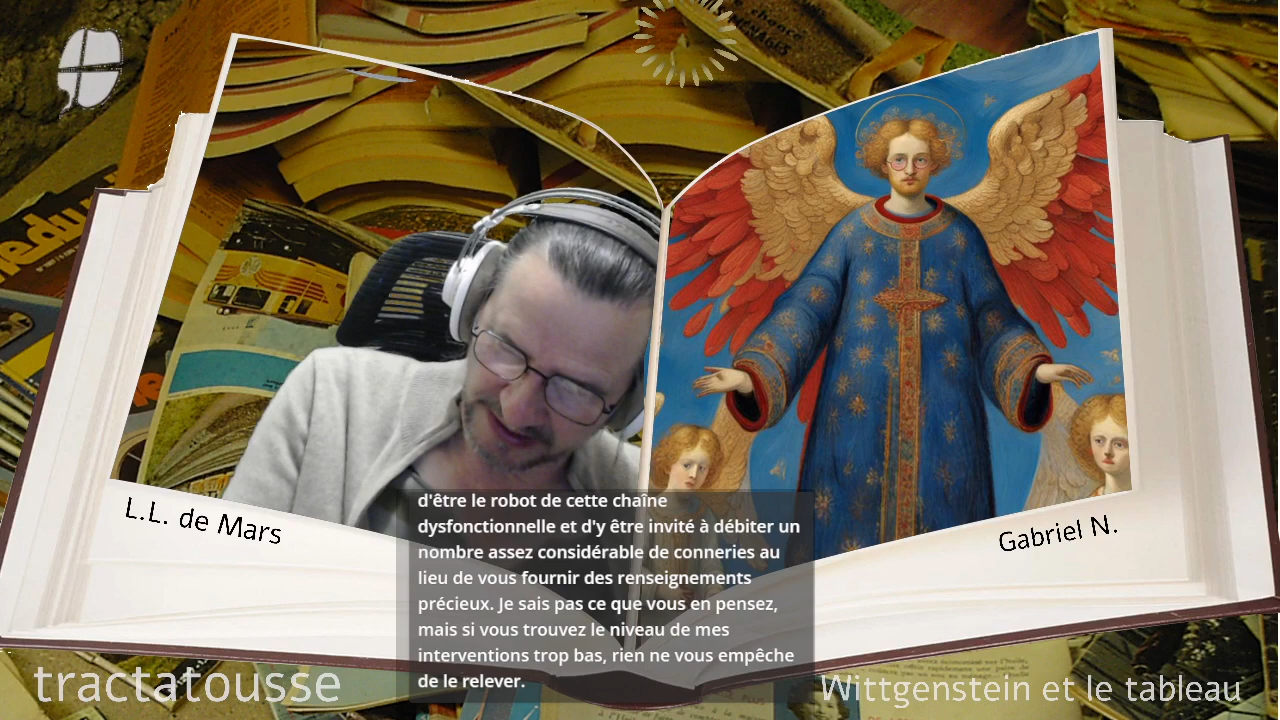 chance
MÉNAGES
L.L. de Mars
Gabriel N.
d'être le robot de cette chaîne
dysfonctionnelle et d'y être invité à débiter un
nombre assez considérable de conneries au
lieu de vous fournir des renseignements
précieux. Je sais pas ce que vous en pensez,
mais si vous trouvez le niveau de mes
interventions trop bas, rien ne vous empêche
de le relever.
tractatousse
Wittgenstein et le tableau